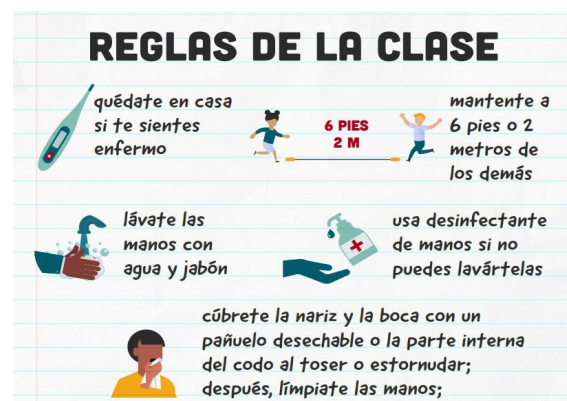 REGLAS DE LA CLASE
quédate en casa
si te sientes
enfermo
6 PIES
2 M
mantente a
6 pies o 2
metros de
los demás
lávate las
manos con
agua y jabón
usa desinfectante
de manos si no
puedes lavártelas
cúbrete la nariz y la boca con un
pañuelo desechable o la parte interna
del codo al toser o estornudar;
después, límpiate las manos;